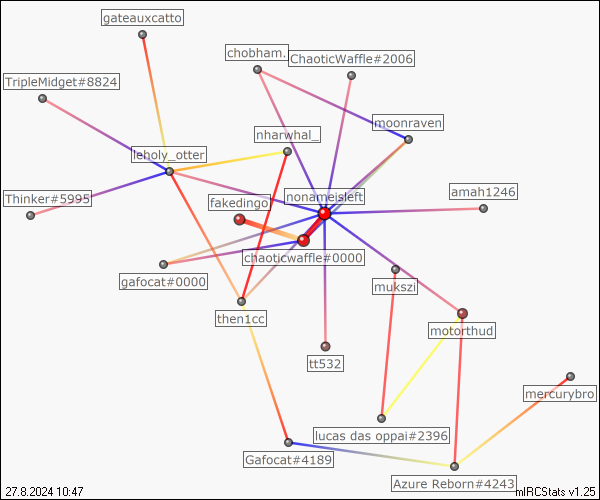 gateauxcatto
chobham.
ChaoticWaffle#2006
TripleMidget#8824
moonraven
nharwhal_
leholy_otter
Thinker#5995
nonameisleft
amah1246
fakedingo
chaoticwaffle#0000
gafocat#0000
mukszi
then1cc
motorthud
tt532
mercurybro
lucas das oppai#2396
Gafocat#4189
Azure Reborn#4243
27.8.2024 10:47
mIRCStats v1.25